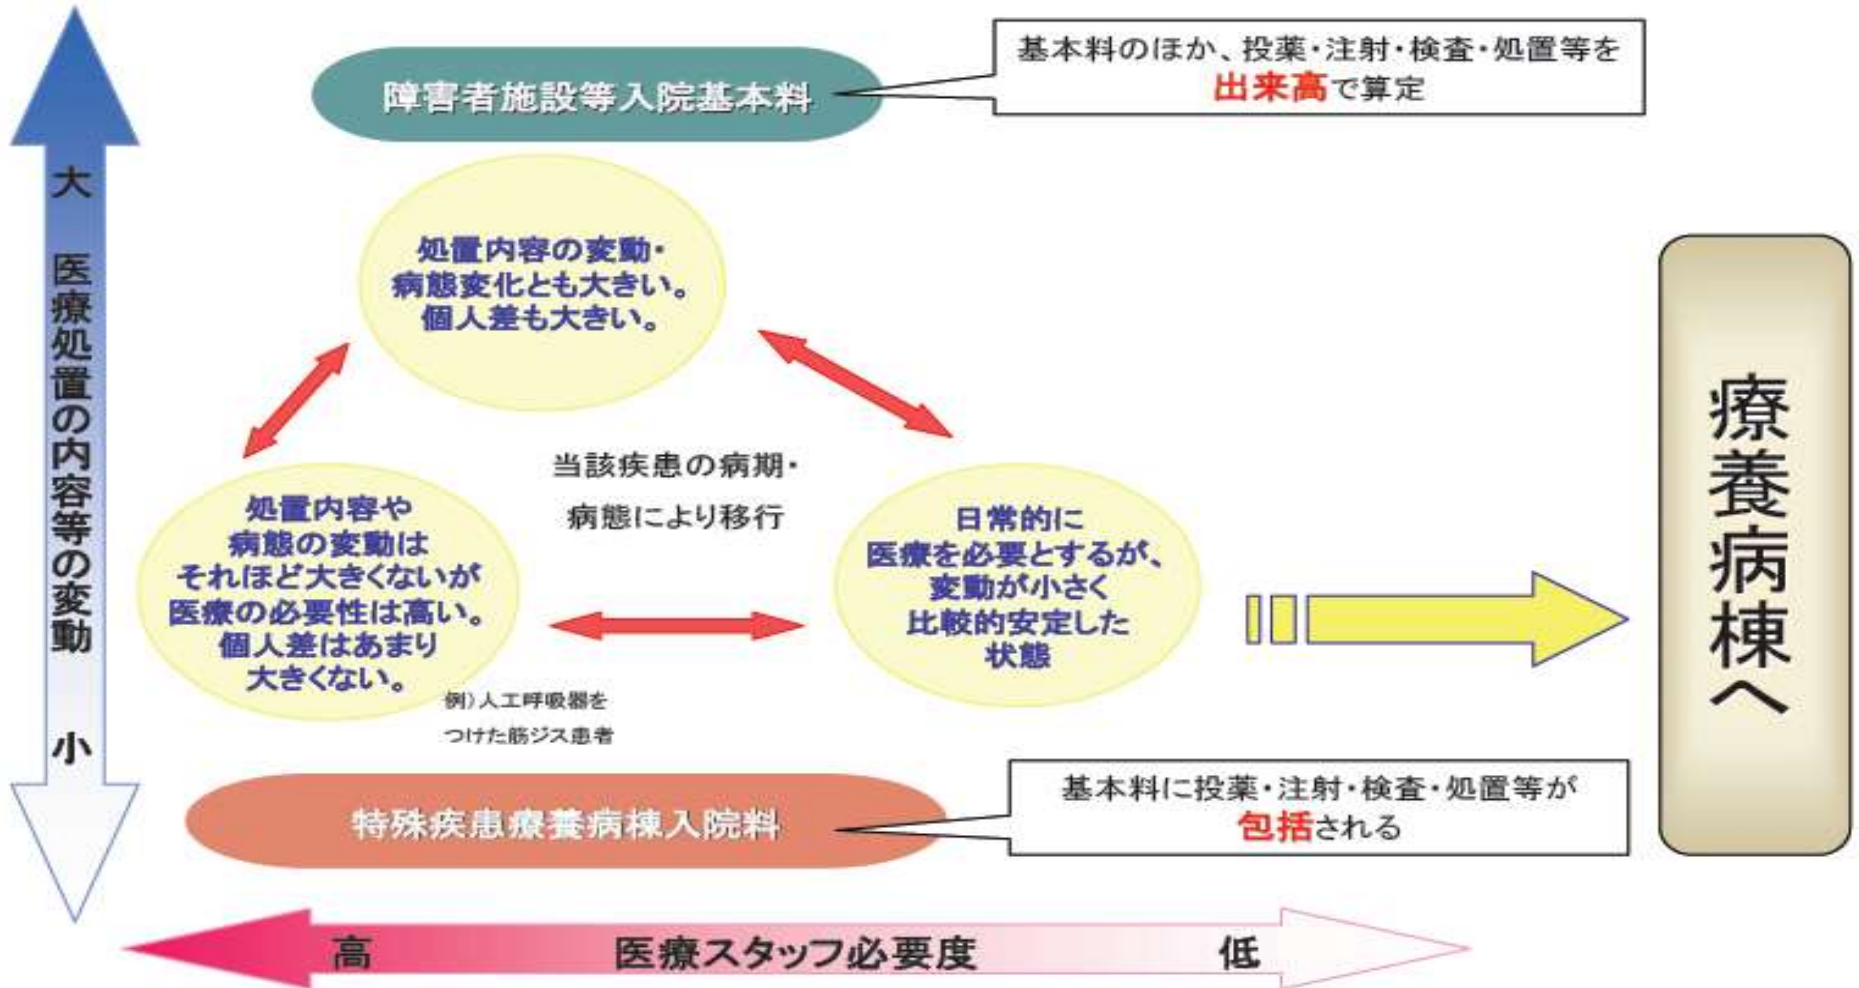 障害者施設等入院基本料
基本料のほか、投薬・注射・検査・処置等を
出来高で算定
大 医療処置の内容等の変動 小
処置内容の変動・
病態変化とも大きい。
個人差も大きい。
当該疾患の病期・
病態により移行
処置内容や
病態の変動は
それほど大きくないが
医療の必要性は高い。
個人差はあまり
大きくない。
例)人工呼吸器を
つけた筋ジス患者
日常的に
医療を必要とするが、
変動が小さく
比較的安定した
状態
療養病棟へ
特殊疾患療養病棟入院料
基本料に投薬・注射・検査・処置等が
包括される
高 医療スタッフ必要度 低